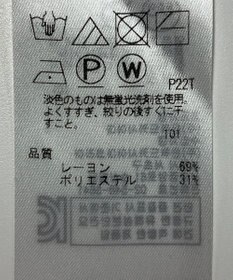 P
W
P22T
淡色のものは無蛍光洗剤を使用。
よくすすぎ、絞りの後すぐに干
すこと。
101
品質
レーヨン 69%
ポリエステル 31%